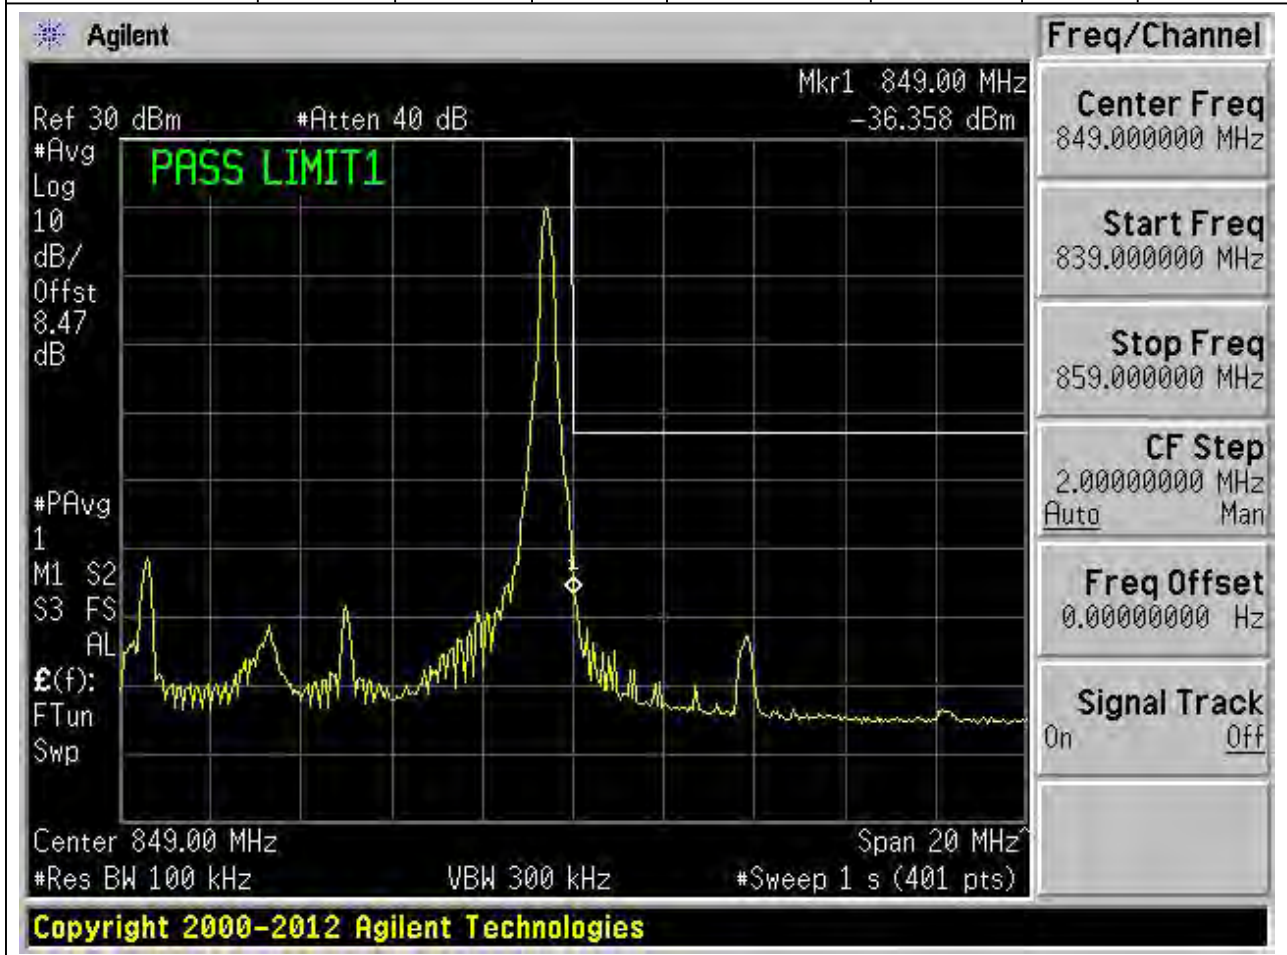 Agilent
Freq/Channel
Mkr1 849.00 MHz
Ref 30 dBm #Atten 40 dB -36.358 dBm
#Avg
Log
10
dB/
Offst
8.47
dB
PASS LIMIT1
#PAvg
1
M1 S2
S3 FS
AL
£(f):
FTun
Swp
1
Center 849.00 MHz Span 20 MHz^
#Res BW 100 kHz VBW 300 kHz #Sweep 1 s (401 pts)
Copyright 2000-2012 Agilent Technologies
Center Freq
849.000000 MHz
Start Freq
839.000000 MHz
Stop Freq
859.000000 MHz
CF Step
2.00000000 MHz
Auto Man
Freq Offset
0.00000000 Hz
Signal Track
On Off